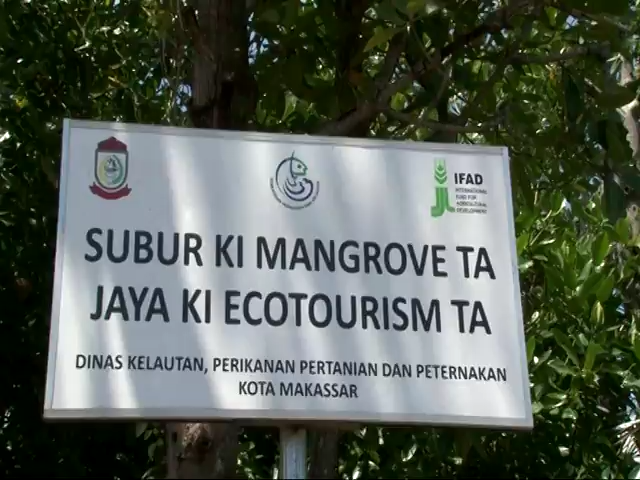 IFAD
INTERNATIONAL
FUND FOR
AGRICULTURAL
DEVELOPMENT
SUBUR KI MANGROVE TA
JAYA KI ECOTOURISM TA
DINAS KELAUTAN, PERIKANAN PERTANIAN DAN PETERNAKAN
KOTA MAKASSAR